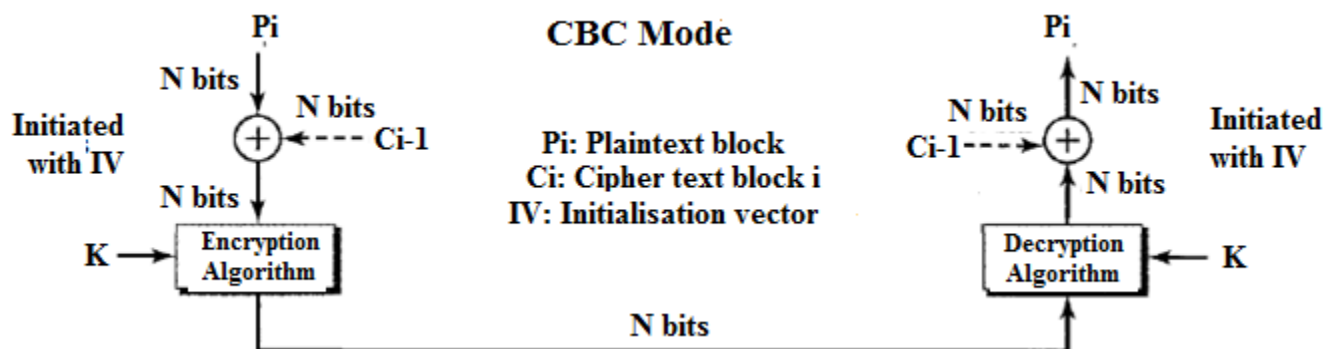 CBC Mode
Pi
N bits
N bits
Ci-1
Initiated
with IV
N bits
K
Encryption
Algorithm
Pi: Plaintext block
Ci: Cipher text block i
IV: Initialisation vector
N bits
Pi
N bits
N bits
Ci-1
Initiated
with IV
N bits
Decryption
Algorithm
K